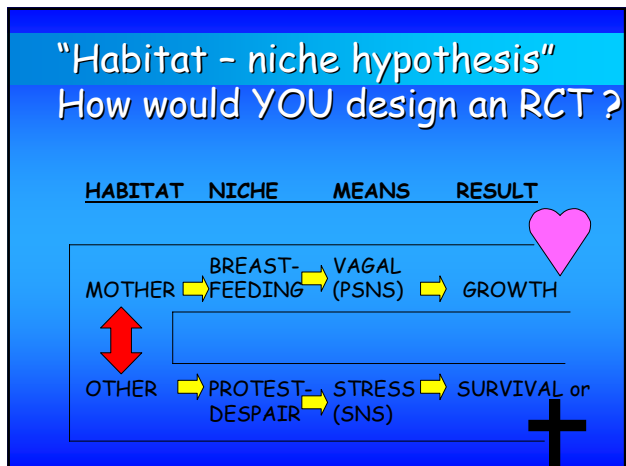 “Habitat – niche hypothesis”
How would YOU design an RCT ?
HABITAT NICHE MEANS RESULT
BREAST- VAGAL
MOTHER FEEDING (PSNS) GROWTH
OTHER PROTEST- STRESS SURVIVAL or
DESPAIR (SNS)